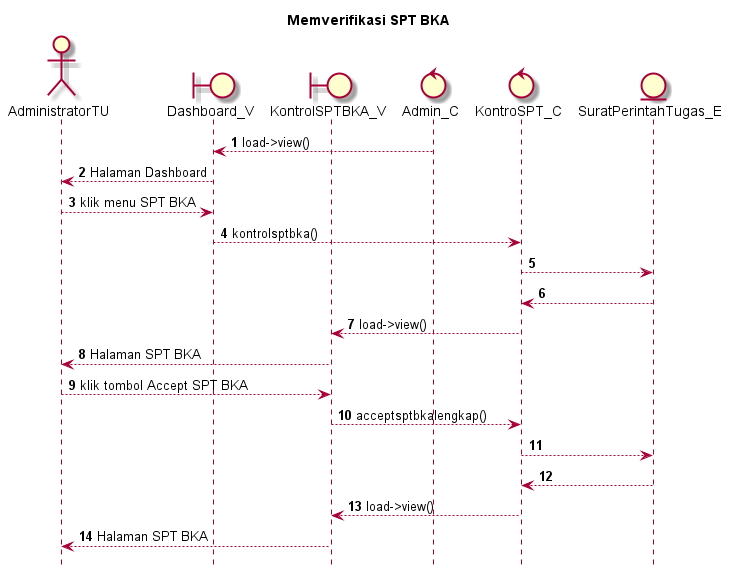 Memverifikasi SPT BKA
AdministratorTU Dashboard_V KontrolSPTBKA_V Admin_C KontroSPT_C SuratPerintahTugas_E
1 load->view()
2 Halaman Dashboard
3 klik menu SPT BKA
4 kontrolsptbka()
5
6
7 load->view()
8 Halaman SPT BKA
9 klik tombol Accept SPT BKA
10 acceptsptbkalengkap()
11
12
13 load->view()
14 Halaman SPT BKA